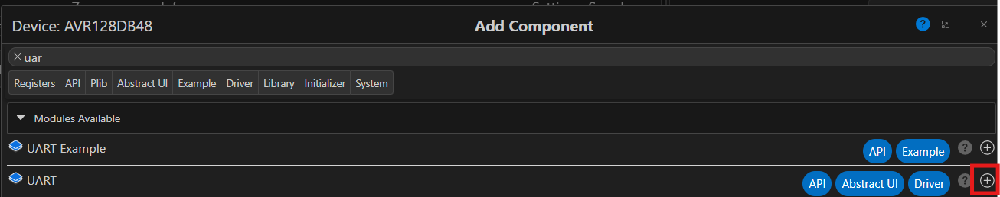 Device: AVR128DB48 Add Component ?
uar
Registers API Plib Abstract UI Example Driver Library Initializer System
Modules Available
UART Example API Example ?
UART API Abstract UI Driver ?